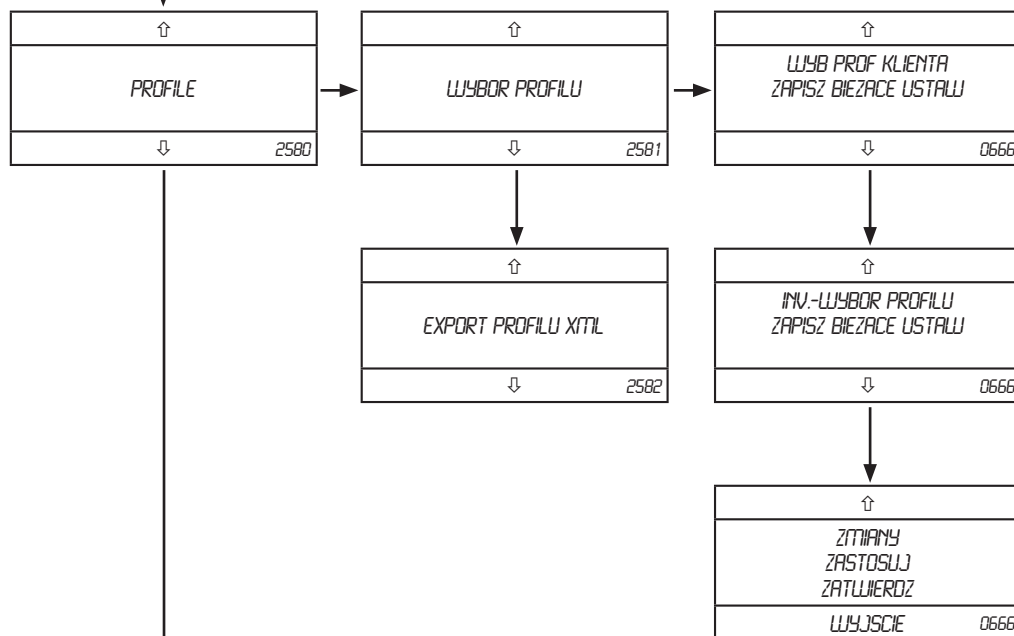 ⇧
PROFILE
⇩ 2580
⇧
WYBOR PROFILU
⇩ 2581
⇧
WYB PROF KLIENTA
ZAPISZ BIEZACE USTAW
⇩ 0666
⇧
EXPORT PROFILU XML
⇩ 2582
⇧
INV.-WYBOR PROFILU
ZAPISZ BIEZACE USTAW
⇩ 0666
⇧
ZMIANY
ZASTOSUJ
ZATWIERDZ
WYJSCIE 0666